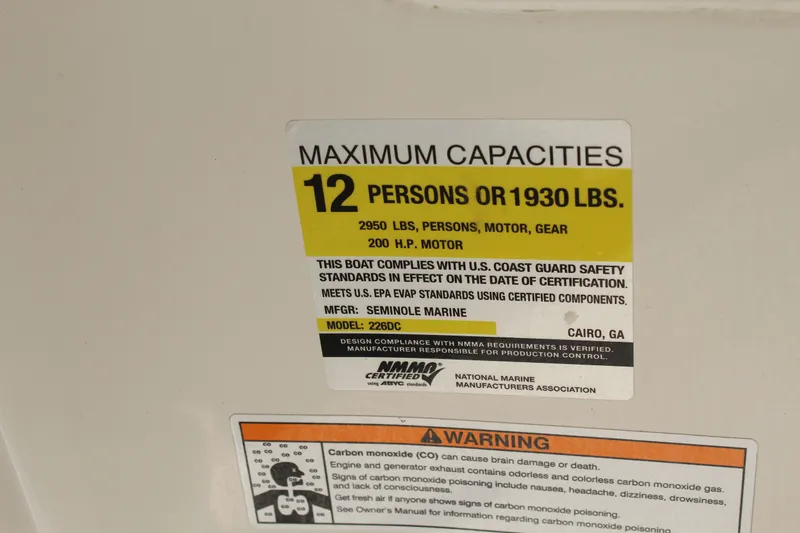 MAXIMUM CAPACITIES
12 PERSONS OR 1930 LBS.
2950 LBS, PERSONS, MOTOR, GEAR
200 H.P. MOTOR
THIS BOAT COMPLIES WITH U.S. COAST GUARD SAFETY
STANDARDS IN EFFECT ON THE DATE OF CERTIFICATION.
MEETS U.S. EPA EVAP STANDARDS USING CERTIFIED COMPONENTS.
MFGR: SEMINOLE MARINE
MODEL: 226DC
CAIRO, GA
DESIGN COMPLIANCE WITH NMMA REQUIREMENTS IS VERIFIED.
MANUFACTURER RESPONSIBLE FOR PRODUCTION CONTROL.
NMMA
CERTIFIED
using ABYC standards
NATIONAL MARINE
MANUFACTURERS ASSOCIATION
WARNING
Carbon monoxide (CO) can cause brain damage or death.
Engine and generator exhaust contains odorless and colorless carbon monoxide gas.
Signs of carbon monoxide poisoning include nausea, headache, dizziness, drowsiness,
and lack of consciousness.
Get fresh air if anyone shows signs of carbon monoxide poisoning.
See Owner's Manual for information regarding carbon monoxide poisoning